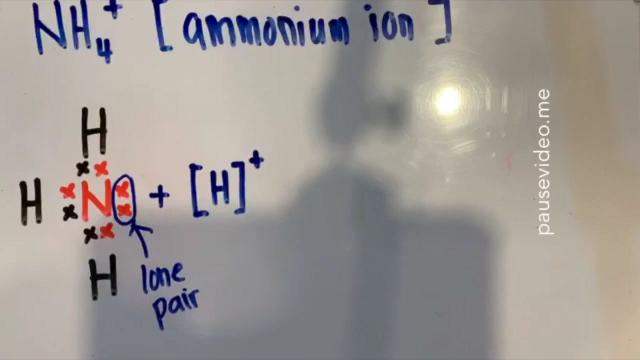 NH₄⁺ [ammonium ion]
H
H N + [H]⁺
H
lone
pair
pausevideo.me